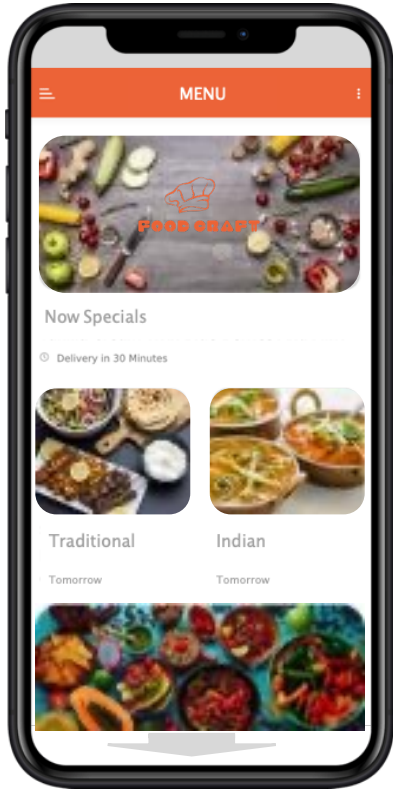 MENU
FOOD CRAFT
Now Specials
Delivery in 30 Minutes
Traditional
Indian
Tomorrow
Tomorrow